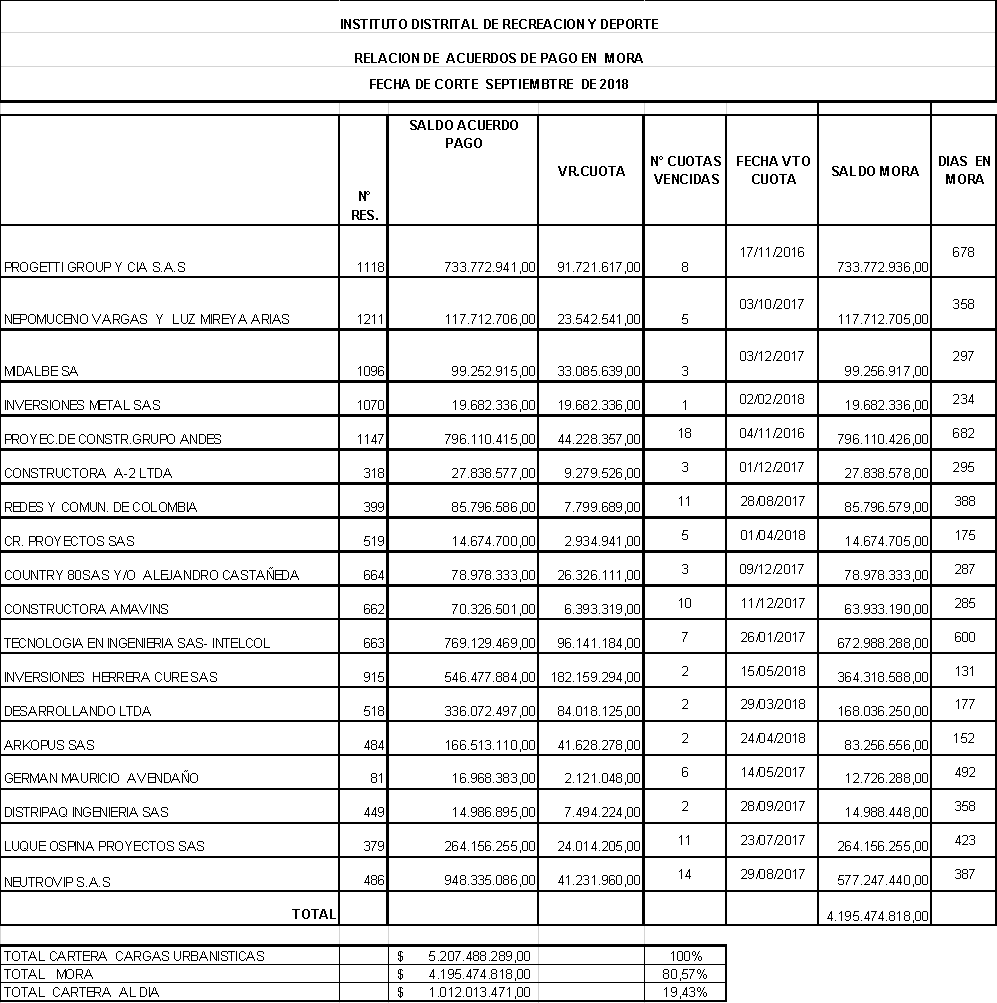 INSTITUTO DISTRITAL DE RECREACION Y DEPORTE
RELACION DE ACUERDOS DE PAGO EN MORA
FECHA DE CORTE SEPTIEMBTRE DE 2018
N° RES. SALDO ACUERDO PAGO VR.CUOTA N° CUOTAS VENCIDAS FECHA VTO CUOTA SALDO MORA DIAS EN MORA
PROGETTI GROUP Y CIA S.A.S 1118 733.772.941,00 91.721.617,00 8 17/11/2016 733.772.936,00 678
NEPOMUCENO VARGAS Y LUZ MIREYA ARIAS 1211 117.712.706,00 23.542.541,00 5 03/10/2017 117.712.705,00 358
MIDALBE SA 1096 99.252.915,00 33.085.639,00 3 03/12/2017 99.256.917,00 297
INVERSIONES METAL SAS 1070 19.682.336,00 19.682.336,00 1 02/02/2018 19.682.336,00 234
PROYEC.DE CONSTR.GRUPO ANDES 1147 796.110.415,00 44.228.357,00 18 04/11/2016 796.110.426,00 682
CONSTRUCTORA A-2 LTDA 318 27.838.577,00 9.279.526,00 3 01/12/2017 27.838.578,00 295
REDES Y COMUN. DE COLOMBIA 399 85.796.586,00 7.799.689,00 11 28/08/2017 85.796.579,00 388
CR. PROYECTOS SAS 519 14.674.700,00 2.934.941,00 5 01/04/2018 14.674.705,00 175
COUNTRY 80SAS Y/O ALEJANDRO CASTAÑEDA 664 78.978.333,00 26.326.111,00 3 09/12/2017 78.978.333,00 287
CONSTRUCTORA AMAVINS 662 70.326.501,00 6.393.319,00 10 11/12/2017 63.933.190,00 285
TECNOLOGIA EN INGENIERIA SAS- INTELCOL 663 769.129.469,00 96.141.184,00 7 26/01/2017 672.988.288,00 600
INVERSIONES HERRERA CURE SAS 915 546.477.884,00 182.159.294,00 2 15/05/2018 364.318.588,00 131
DESARROLLANDO LTDA 518 336.072.497,00 84.018.125,00 2 29/03/2018 168.036.250,00 177
ARKOPUS SAS 484 166.513.110,00 41.628.278,00 2 24/04/2018 83.256.556,00 152
GERMAN MAURICIO AVENDAÑO 81 16.968.383,00 2.121.048,00 6 14/05/2017 12.726.288,00 492
DISTRIPAQ INGENIERIA SAS 449 14.986.895,00 7.494.224,00 2 28/09/2017 14.988.448,00 358
LUQUE OSPINA PROYECTOS SAS 379 264.156.255,00 24.014.205,00 11 23/07/2017 264.156.255,00 423
NEUTROVIP S.A.S 486 948.335.086,00 41.231.960,00 14 29/08/2017 577.247.440,00 387
TOTAL 4.195.474.818,00
TOTAL CARTERA CARGAS URBANISTICAS $ 5.207.488.289,00 100%
TOTAL MORA $ 4.195.474.818,00 80,57%
TOTAL CARTERA AL DIA $ 1.012.013.471,00 19,43%